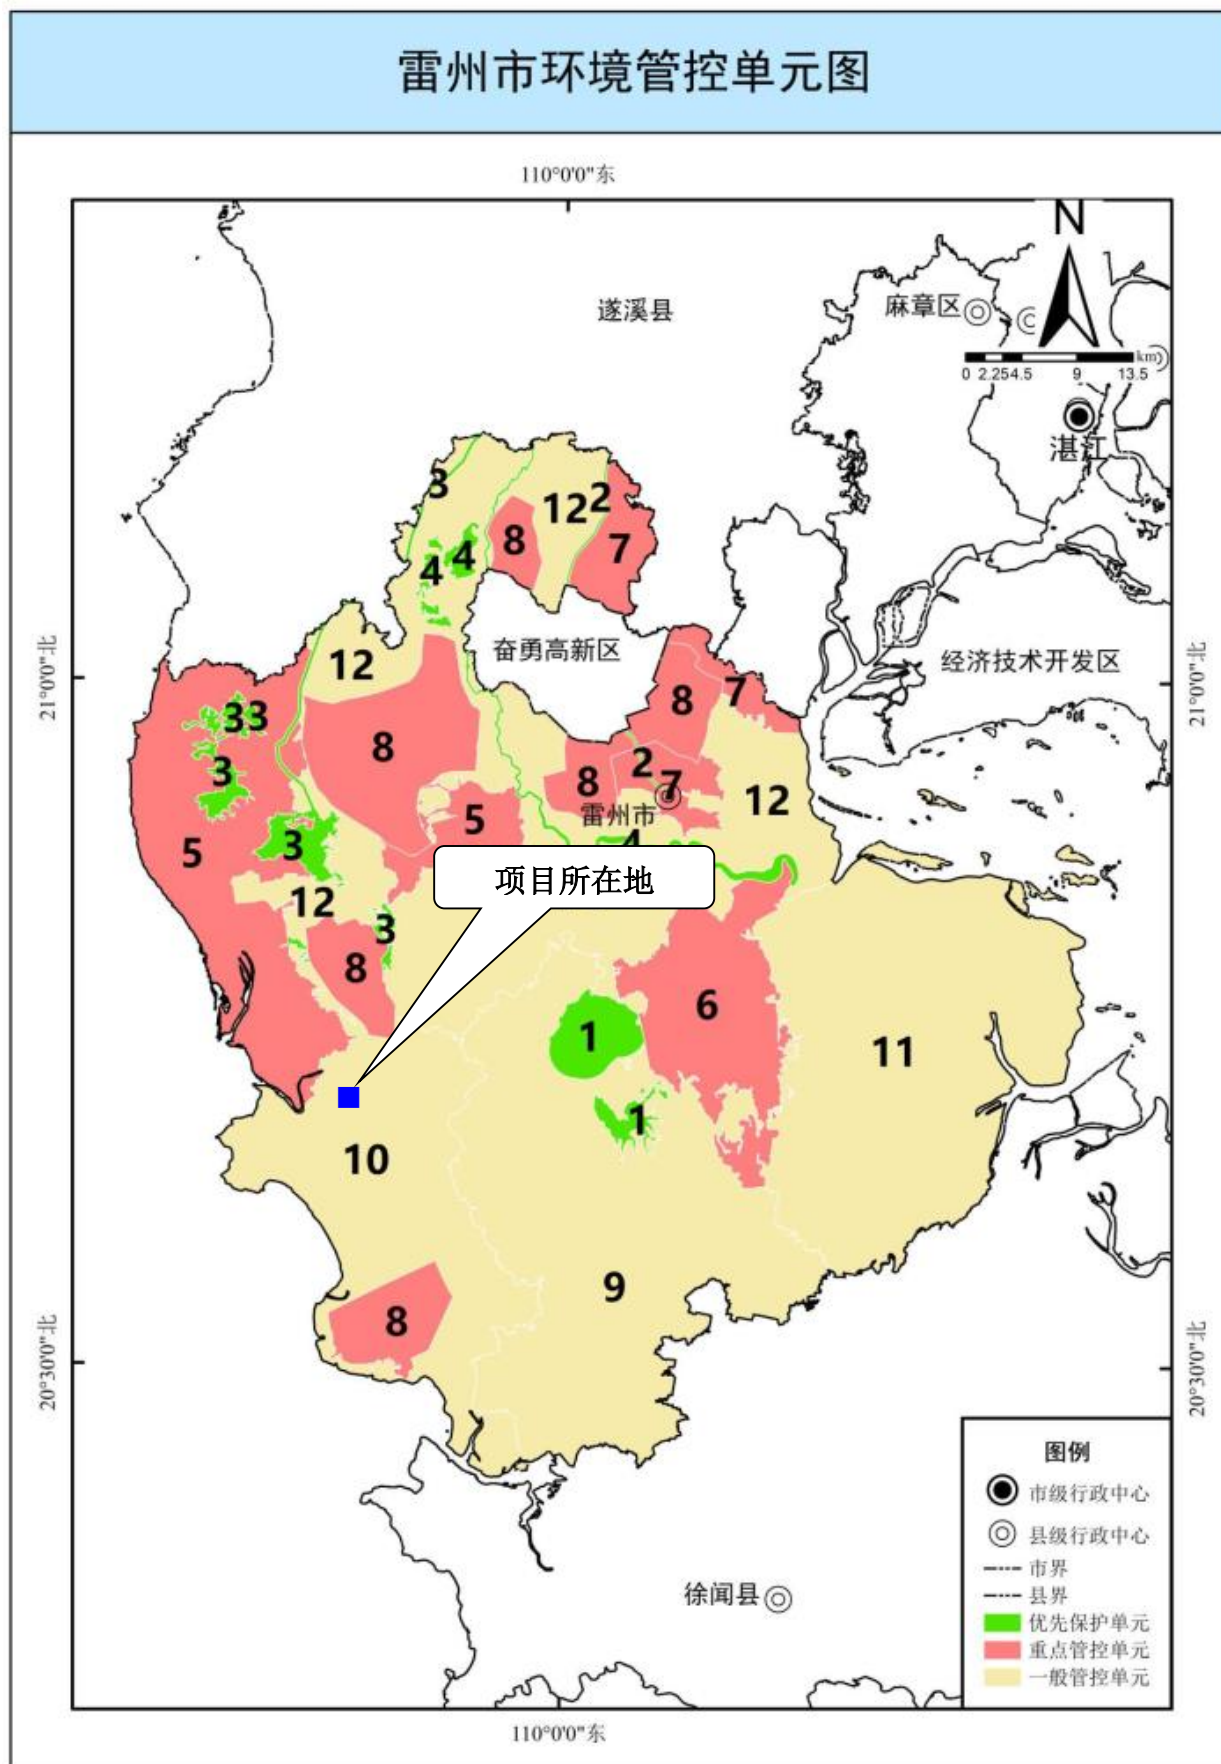 雷州市环境管控单元图
110°0'0"东
N
遂溪县
麻章区
km
0 2.25 4.5 9 13.5
湛江
3
12
2
8
7
4
4
奋勇高新区
经济技术开发区
21°0'0"北
21°0'0"北
12
8
7
33
8
3
2
8
7
12
5
雷州市
5
3
4
项目所在地
12
3
8
6
1
11
1
10
9
8
20°30'0"北
20°30'0"北
图例
市级行政中心
县级行政中心
市界
县界
优先保护单元
重点管控单元
一般管控单元
徐闻县
110°0'0"东